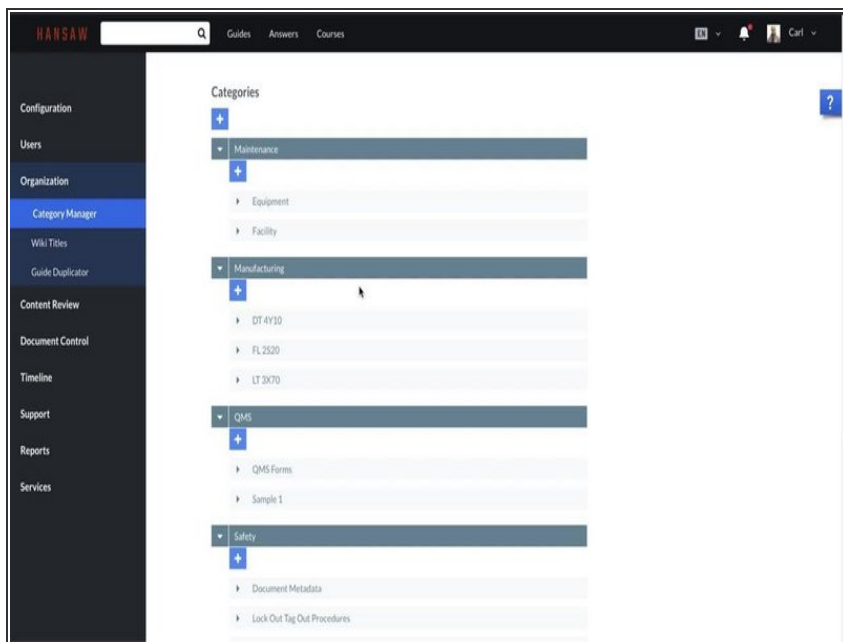 HANSAW
Guides Answers Courses
EN
Carl
Configuration
Users
Organization
Category Manager
Wiki Titles
Guide Duplicator
Content Review
Document Control
Timeline
Support
Reports
Services
Categories
+
Maintenance
+
Equipment
Facility
Manufacturing
+
DT 4Y10
FL 2S20
LT 3X70
QMS
+
QMS Forms
Sample 1
Safety
+
Document Metadata
Lock Out Tag Out Procedures
?